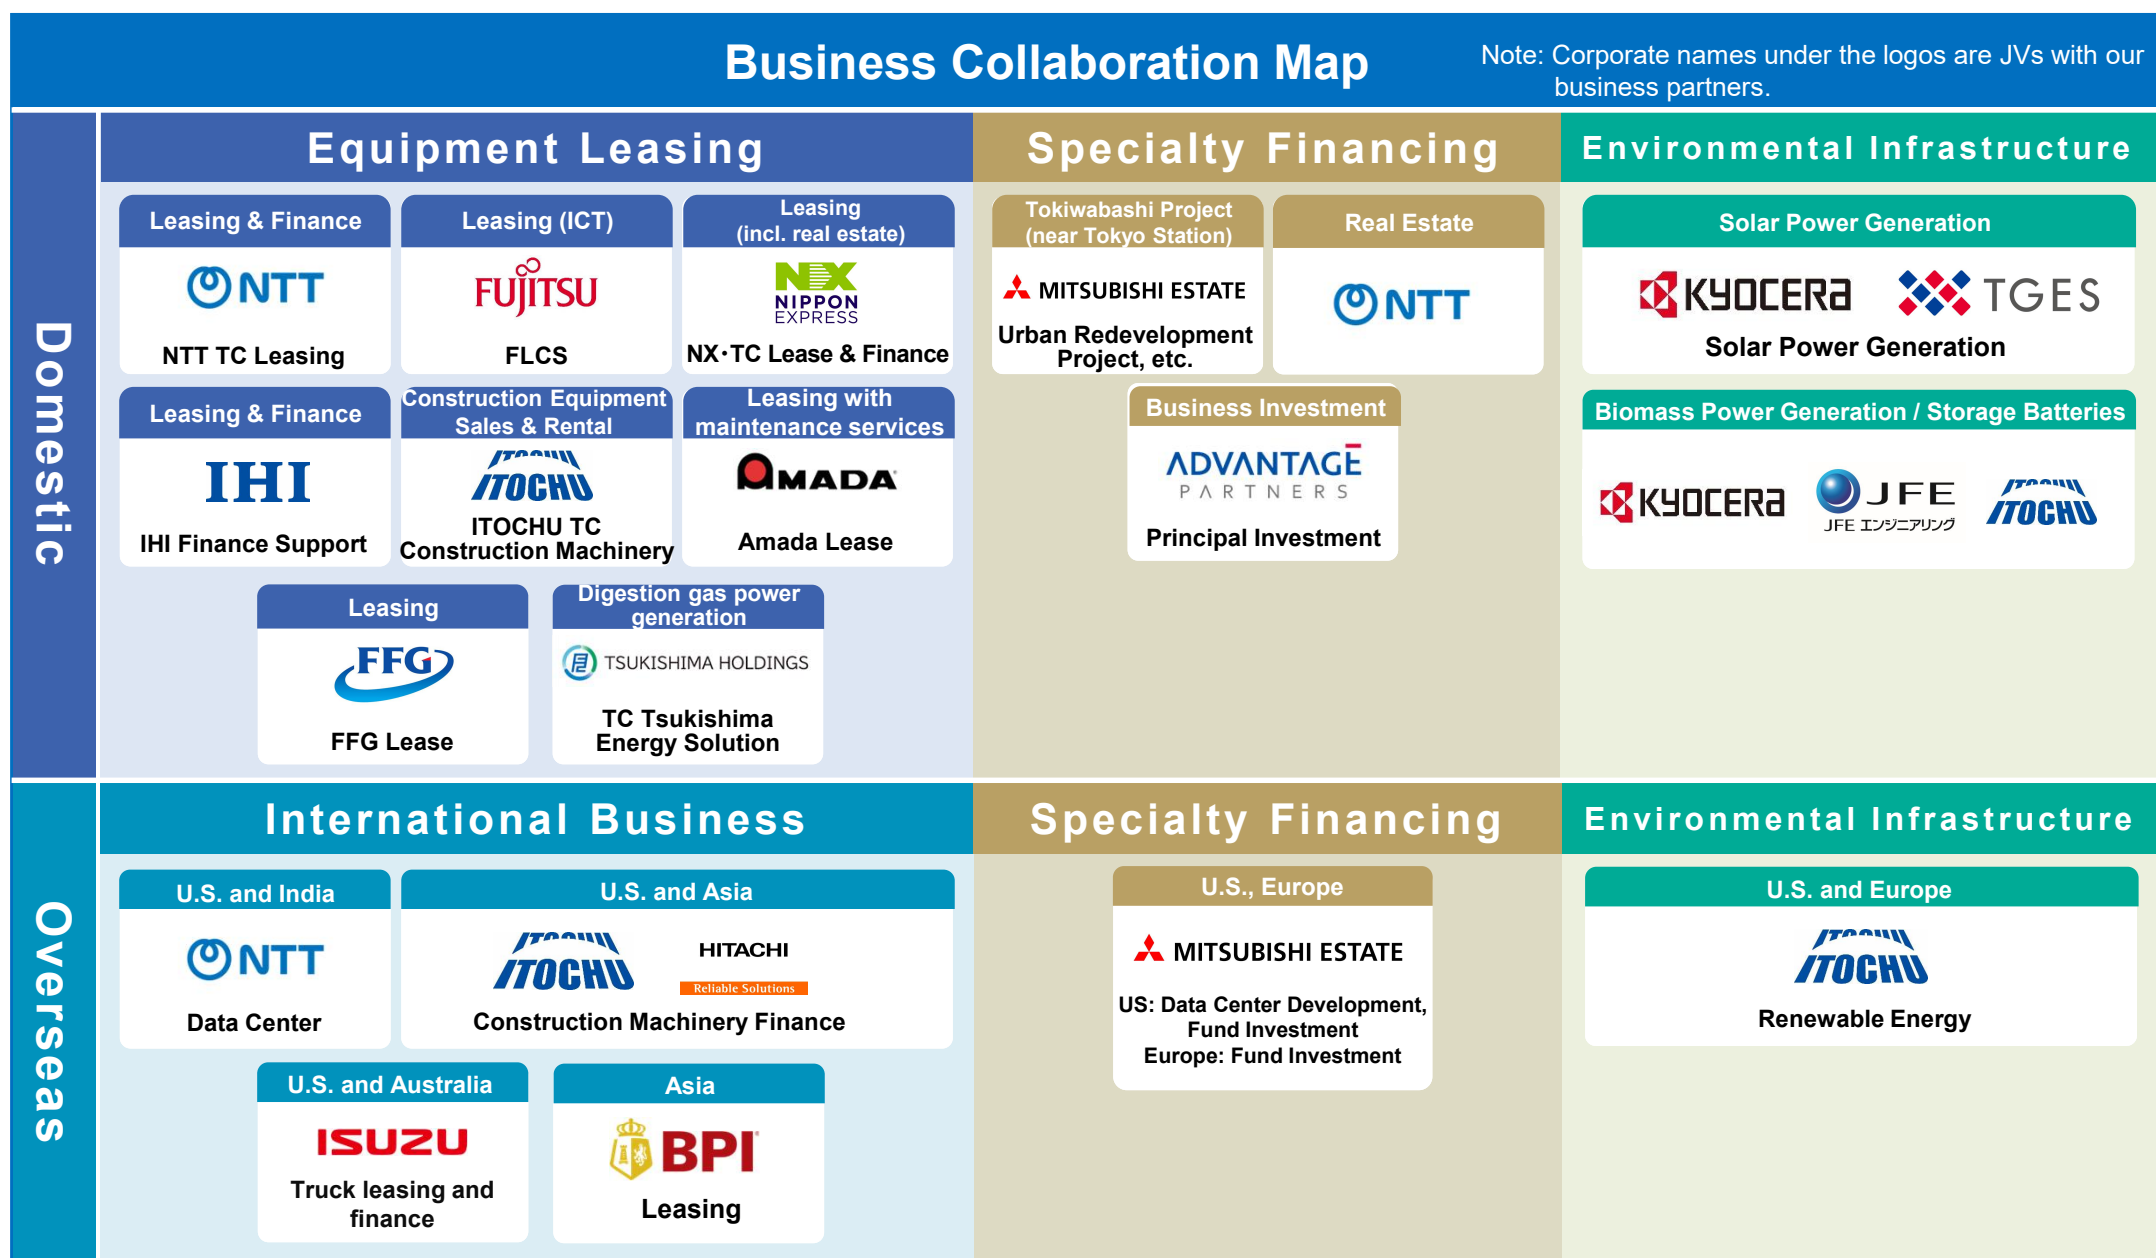 Business Collaboration Map
Note: Corporate names under the logos are JVs with our
business partners.
Domestic
Equipment Leasing
Leasing & Finance
NTT
NTT TC Leasing
Leasing (ICT)
FUJITSU
FLCS
Leasing
(incl. real estate)
NX
NIPPON
EXPRESS
NX・TC Lease & Finance
Leasing & Finance
IHI
IHI Finance Support
Construction Equipment
Sales & Rental
ITOCHU
ITOCHU
ITOCHU TC
Construction Machinery
Leasing with
maintenance services
AMADA
Amada Lease
Leasing
FFG
FFG Lease
Digestion gas power
generation
TSUKISHIMA HOLDINGS
TC Tsukishima
Energy Solution
Specialty Financing
Tokiwabashi Project
(near Tokyo Station)
MITSUBISHI ESTATE
Urban Redevelopment
Project, etc.
Real Estate
NTT
Business Investment
ADVANTAGE
PARTNERS
Principal Investment
Environmental Infrastructure
Solar Power Generation
KYOCERA
TGES
Solar Power Generation
Biomass Power Generation / Storage Batteries
KYOCERA
JFE
JFE エンジニアリング
ITOCHU
ITOCHU
Overseas
International Business
U.S. and India
NTT
Data Center
U.S. and Asia
ITOCHU
ITOCHU
HITACHI
Reliable Solutions
Construction Machinery Finance
U.S. and Australia
ISUZU
Truck leasing and
finance
Asia
BPI
Leasing
Specialty Financing
U.S., Europe
MITSUBISHI ESTATE
US: Data Center Development,
Fund Investment
Europe: Fund Investment
Environmental Infrastructure
U.S. and Europe
ITOCHU
ITOCHU
Renewable Energy